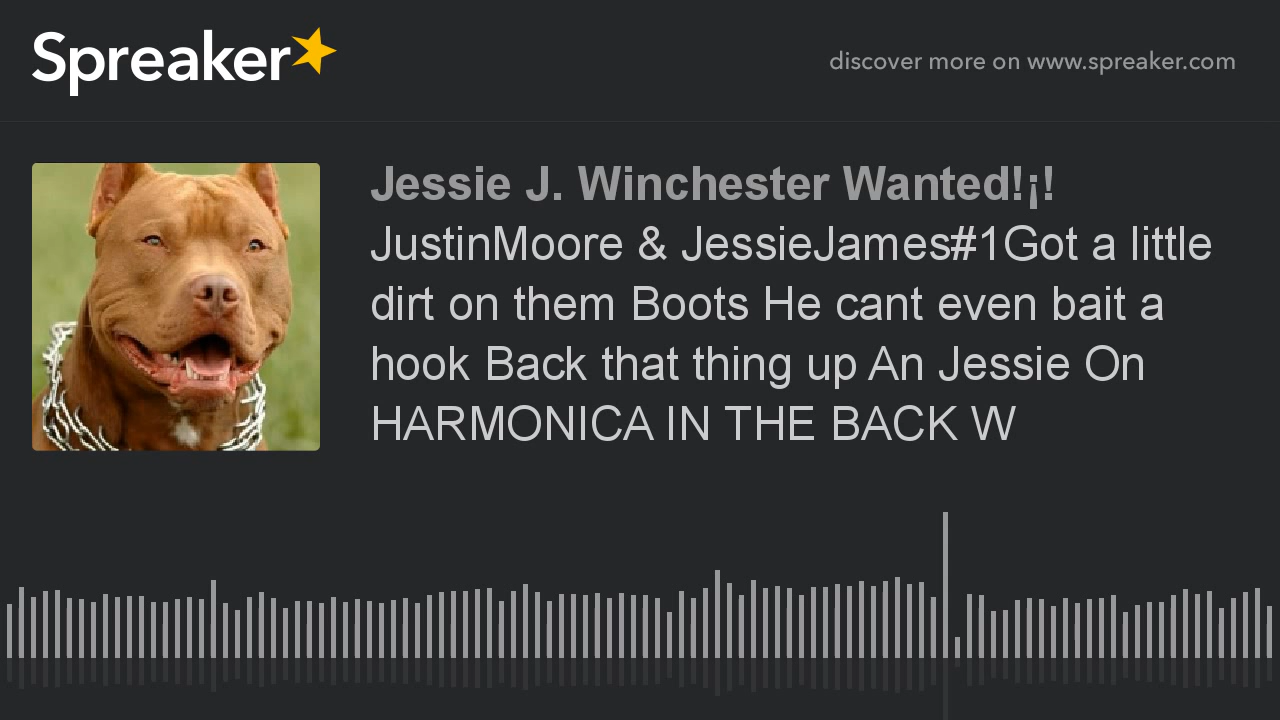 Spreaker
discover more on www.spreaker.com
Jessie J. Winchester Wanted!¡!
JustinMoore & JessieJames#1Got a little
dirt on them Boots He cant even bait a
hook Back that thing up An Jessie On
HARMONICA IN THE BACK W